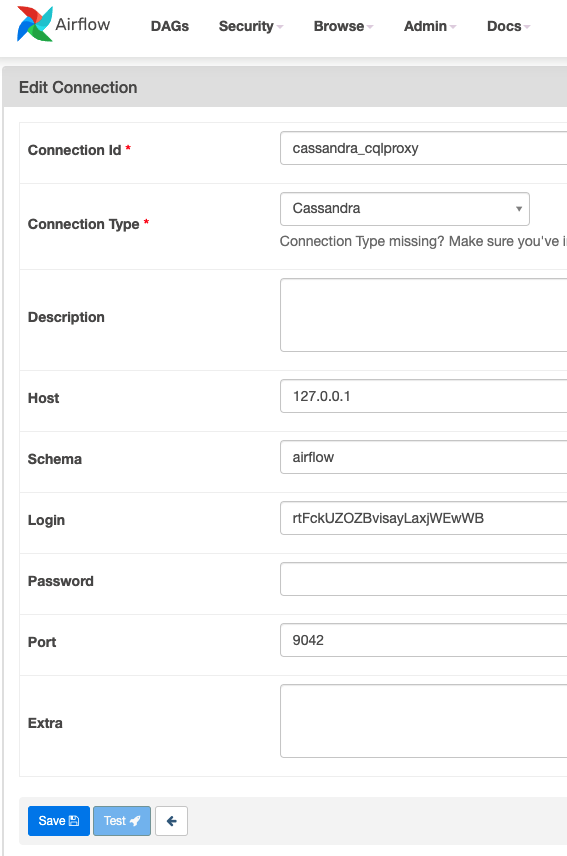 Airflow DAGs Security Browse Admin Docs
Edit Connection
Connection Id * cassandra_cqlproxy
Connection Type * Cassandra
Connection Type missing? Make sure you've i
Description
Host 127.0.0.1
Schema airflow
Login rtFckUZOZBvisayLaxjWEwWB
Password
Port 9042
Extra
Save Test